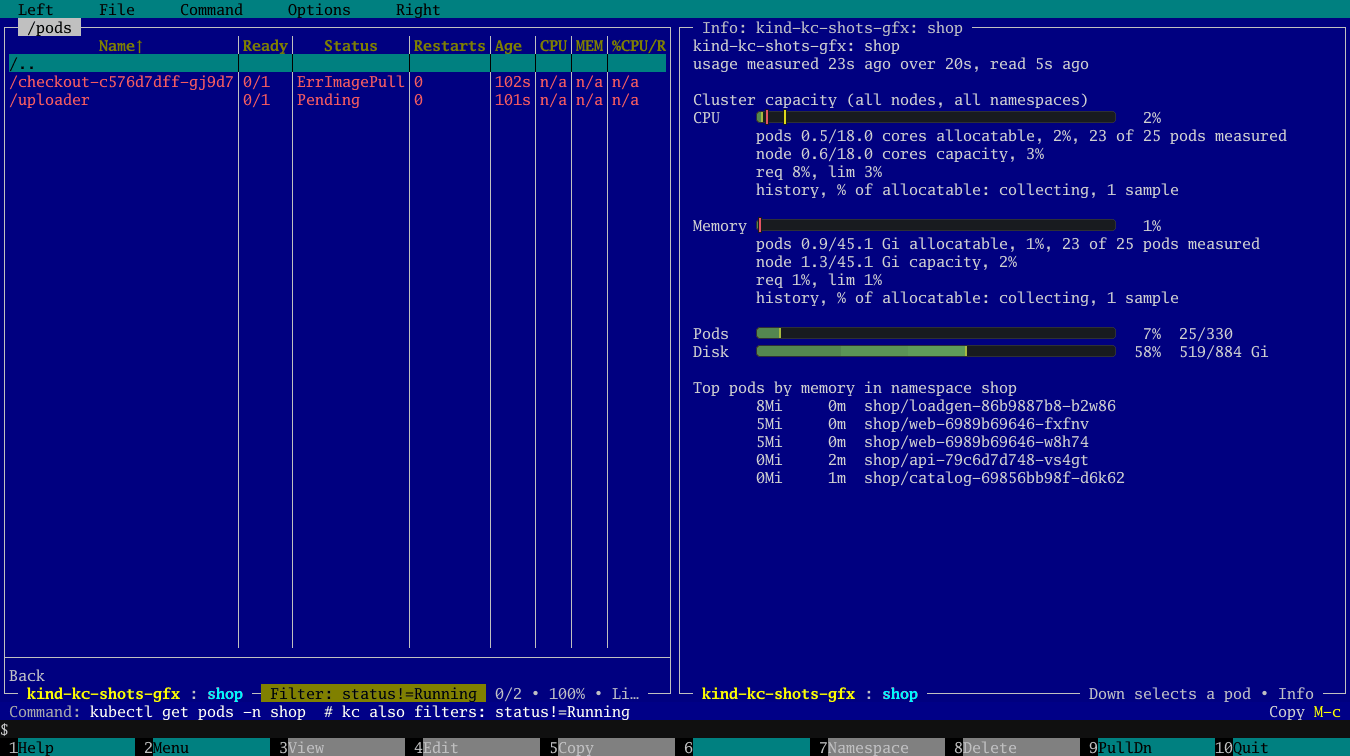 Left File Command Options Right
/pods
Name↑ Ready Status Restarts Age CPU MEM %CPU/R
/..
/checkout-c576d7dff-gj9d7 0/1 ErrImagePull 0 102s n/a n/a n/a
/uploader 0/1 Pending 0 101s n/a n/a n/a
Back
kind-kc-shots-gfx : shop Filter: status!=Running 0/2 • 100% • Li…
Info: kind-kc-shots-gfx: shop
kind-kc-shots-gfx: shop
usage measured 23s ago over 20s, read 5s ago
Cluster capacity (all nodes, all namespaces)
CPU 2%
pods 0.5/18.0 cores allocatable, 2%, 23 of 25 pods measured
node 0.6/18.0 cores capacity, 3%
req 8%, lim 3%
history, % of allocatable: collecting, 1 sample
Memory 1%
pods 0.9/45.1 Gi allocatable, 1%, 23 of 25 pods measured
node 1.3/45.1 Gi capacity, 2%
req 1%, lim 1%
history, % of allocatable: collecting, 1 sample
Pods 7% 25/330
Disk 58% 519/884 Gi
Top pods by memory in namespace shop
8Mi 0m shop/loadgen-86b9887b8-b2w86
5Mi 0m shop/web-6989b69646-fxfnv
5Mi 0m shop/web-6989b69646-w8h74
0Mi 2m shop/api-79c6d7d748-vs4gt
0Mi 1m shop/catalog-69856bb98f-d6k62
kind-kc-shots-gfx : shop Down selects a pod • Info
Command: kubectl get pods -n shop # kc also filters: status!=Running Copy M-c
$
1Help 2Menu 3View 4Edit 5Copy 6 7Namespace 8Delete 9PullDn 10Quit